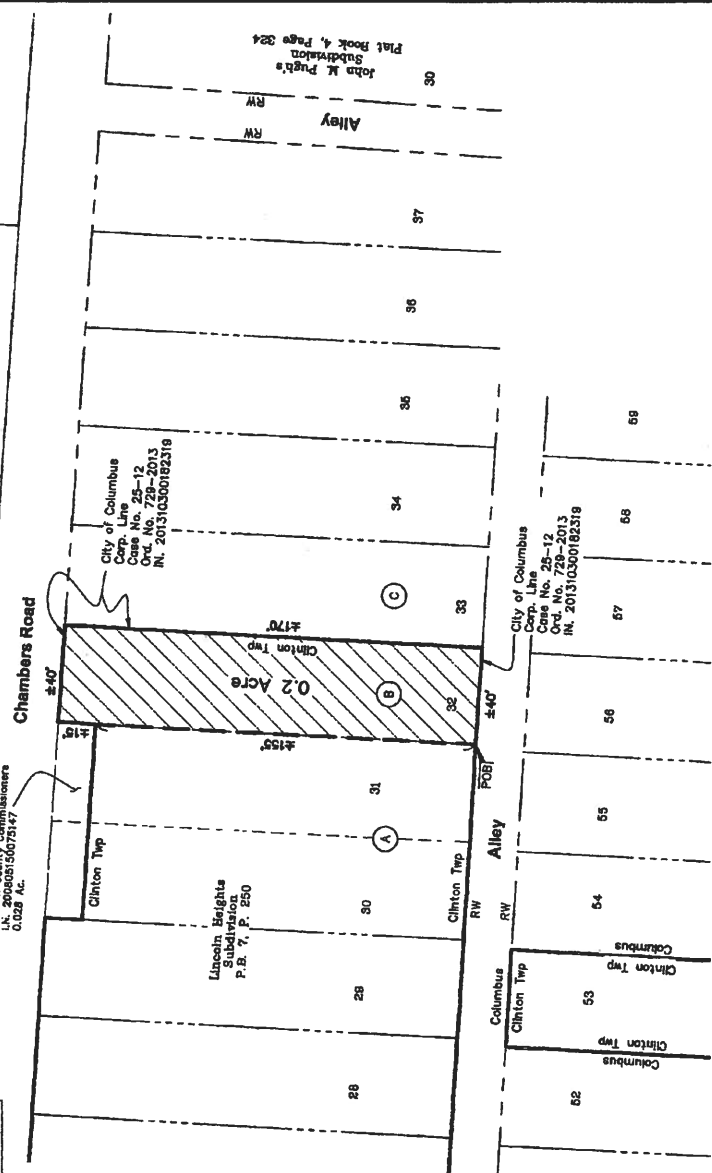 John M. Pugh's
Subdivision
Plat Book 4, Page 324
30
RW
Alley
RW
37
36
35
34
Chambers Road
City of Columbus
Corp. Line
Case No. 25-12
Ord. No. 729-2013
IN. 201310300182319
±40'
±170'
Clinton Twp
0.2 Acre
C
33
B
32
±40'
City of Columbus
Corp. Line
Case No. 25-12
Ord. No. 729-2013
IN. 201310300182319
±15'
±155'
POB
County Commissioners
I.N. 200805150075147
0.028 Ac.
Clinton Twp
31
A
30
Lincoln Heights
Subdivision
P.B. 7, P. 250
Clinton Twp
Alley
RW
RW
29
28
Columbus
Clinton Twp
59
58
57
56
55
54
Columbus
Clinton Twp
53
Clinton Twp
Columbus
52